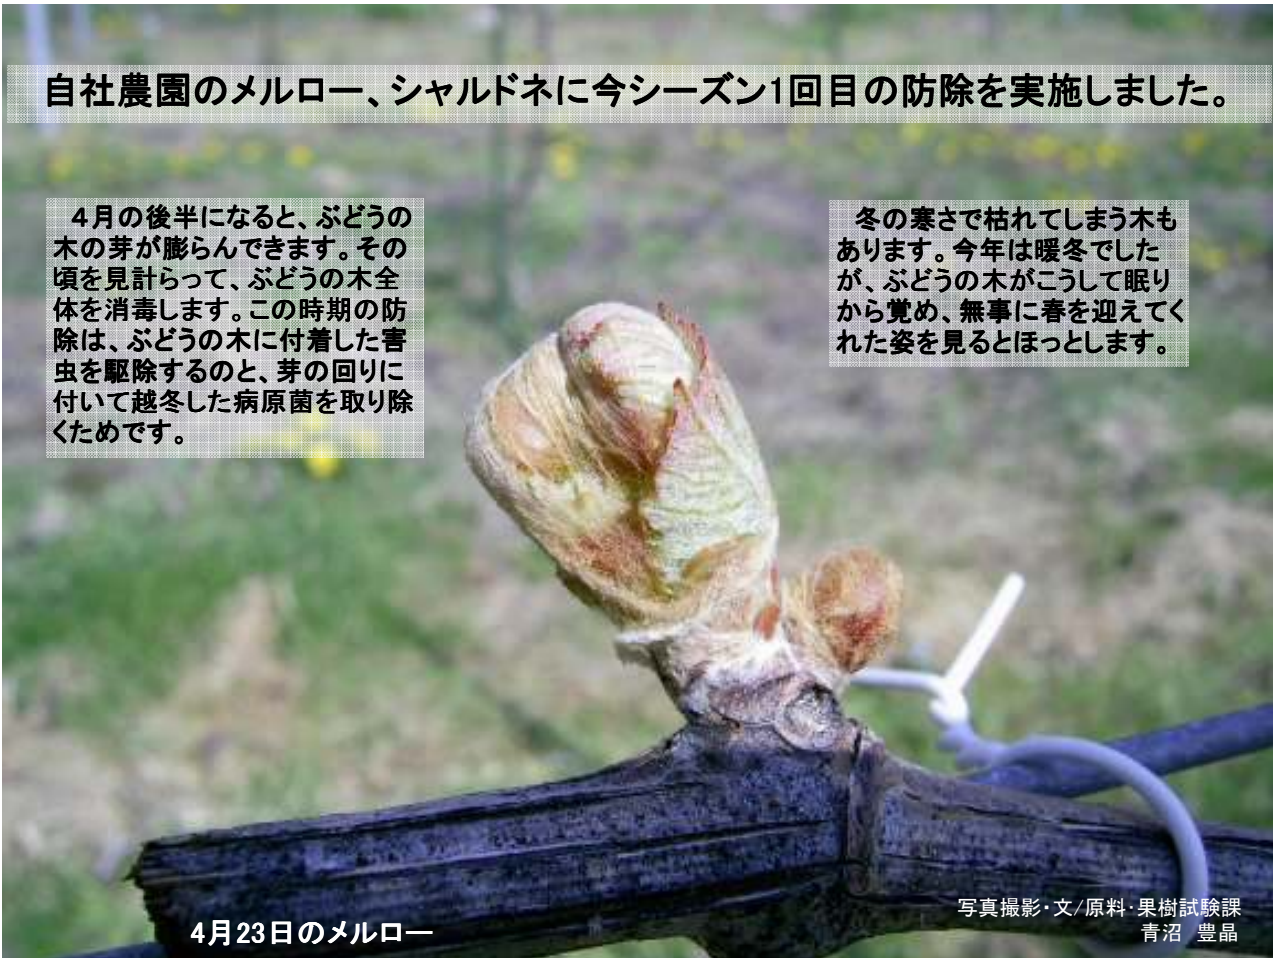 自社農園のメルロー、シャルドネに今シーズン1回目の防除を実施しました。
４月の後半になると、ぶどうの
木の芽が膨らんできます。その
頃を見計らって、ぶどうの木全
体を消毒します。この時期の防
除は、ぶどうの木に付着した害
虫を駆除するのと、芽の回りに
付いて越冬した病原菌を取り除
くためです。
冬の寒さで枯れてしまう木も
あります。今年は暖冬でした
が、ぶどうの木がこうして眠り
から覚め、無事に春を迎えてく
れた姿を見るとほっとします。
4月23日のメルロー
写真撮影・文/原料・果樹試験課
青沼　豊晶